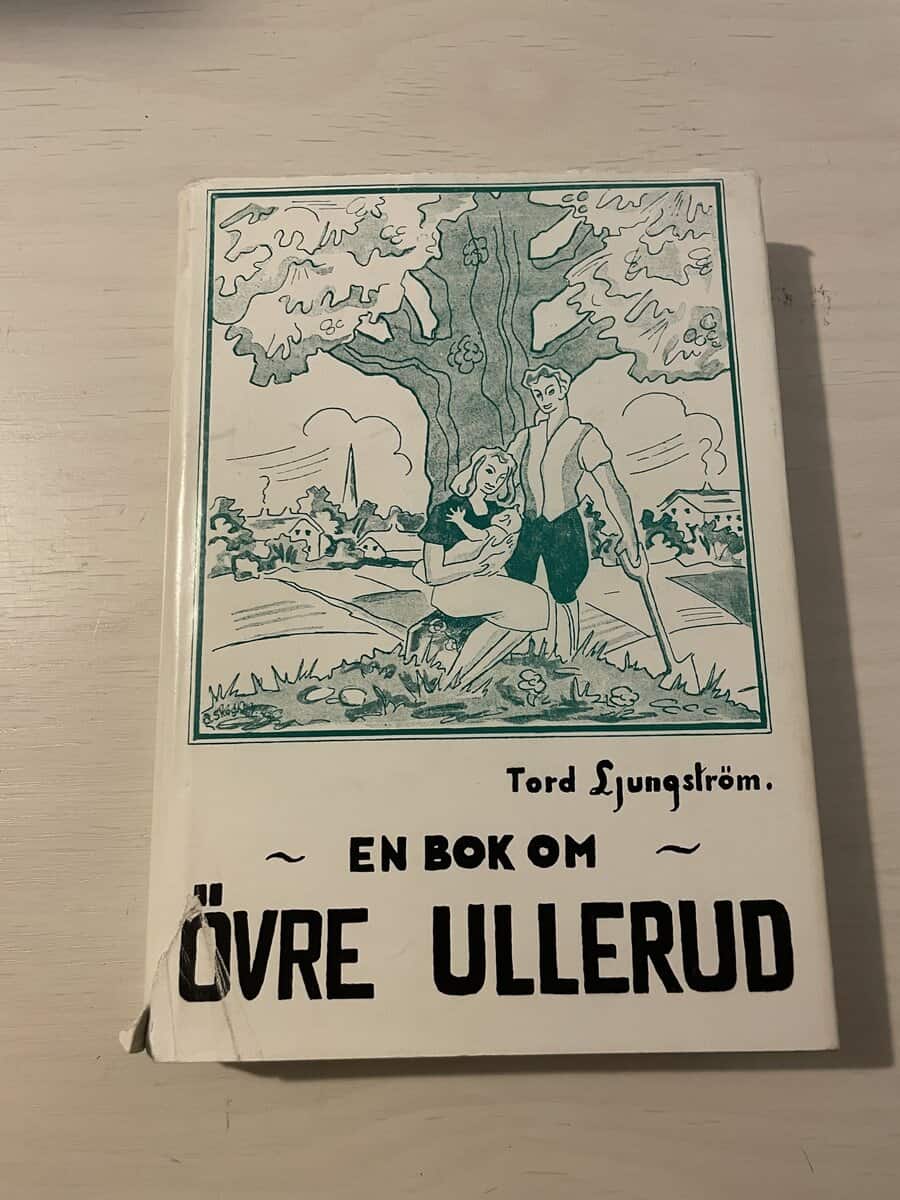 Tord Ljungström.
~ EN BOK OM ~
ÖVRE ULLERUD